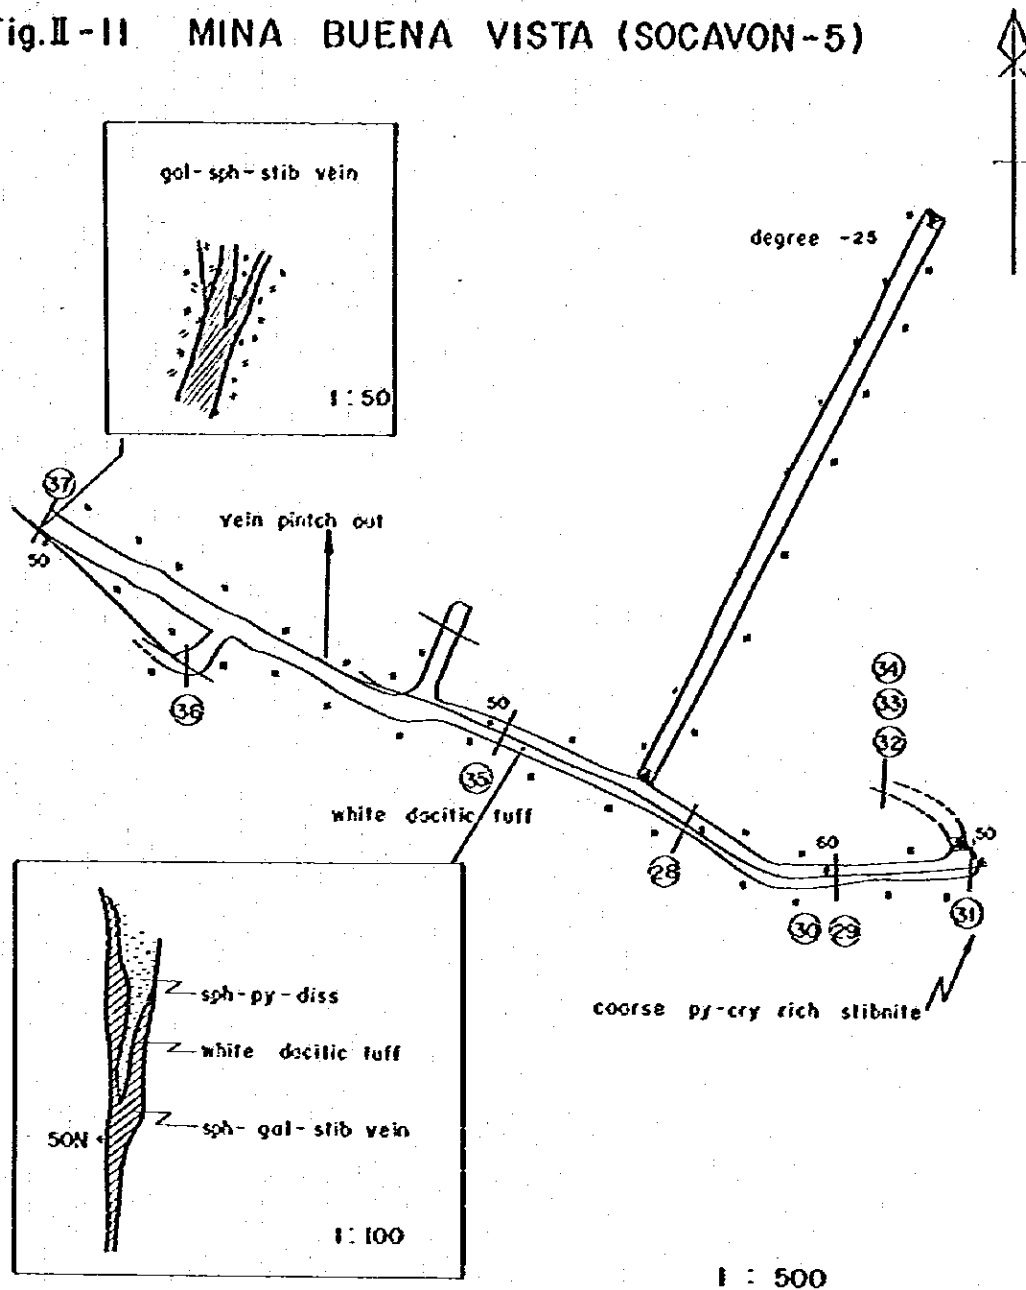 ig. II-11 MINA BUENA VISTA (SOCAVON-5)
gal-sph-stib vein
1:50
degree -25
37
50
vein pintch out
36
50
35
white dacitic tuff
34
33
32
28
60
50
30 29
31
coarse py-cry rich stibnite
sph-py-diss
white dacitic tuff
sph-gal-stib vein
50N
1:100
1:500